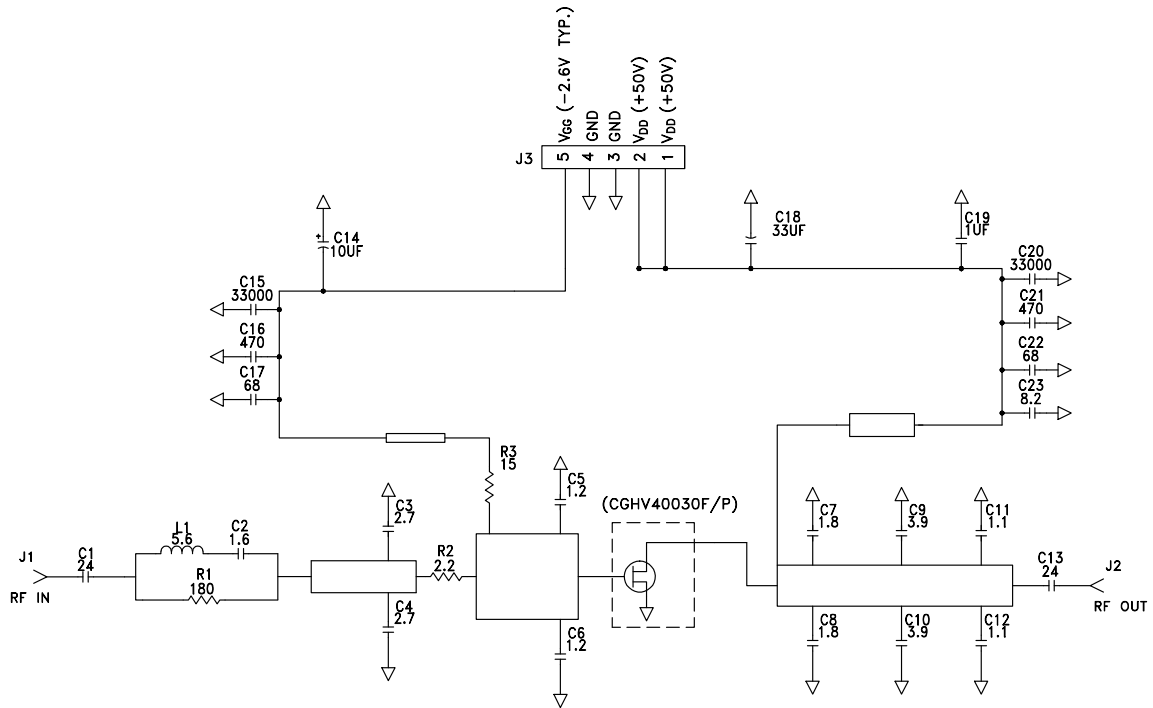 VGG (-2.6V TYP.)
GND
GND
VDD (+50V)
VDD (+50V)
J3
5
4
3
2
1
C14
10UF
C18
33UF
C19
1UF
C15
33000
C16
470
C17
68
C20
33000
C21
470
C22
68
C23
8.2
R3
15
C5
1.2
(CGHV40030F/P)
C3
2.7
C7
1.8
C9
3.9
C11
1.1
L1
5.6
C2
1.6
J1
C1
24
RF IN
R1
180
R2
2.2
C13
24
J2
RF OUT
C4
2.7
C6
1.2
C8
1.8
C10
3.9
C12
1.1